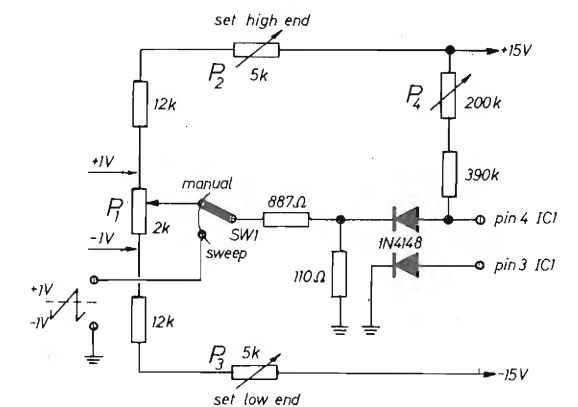 set high end
P2
5k
+15V
P4
200k
12k
390k
+1V
manual
P1
2k
887Ω
pin 4 IC1
SW1
1N4148
-1V
sweep
110Ω
pin 3 IC1
+1V
-1V
12k
P3
5k
-15V
set low end